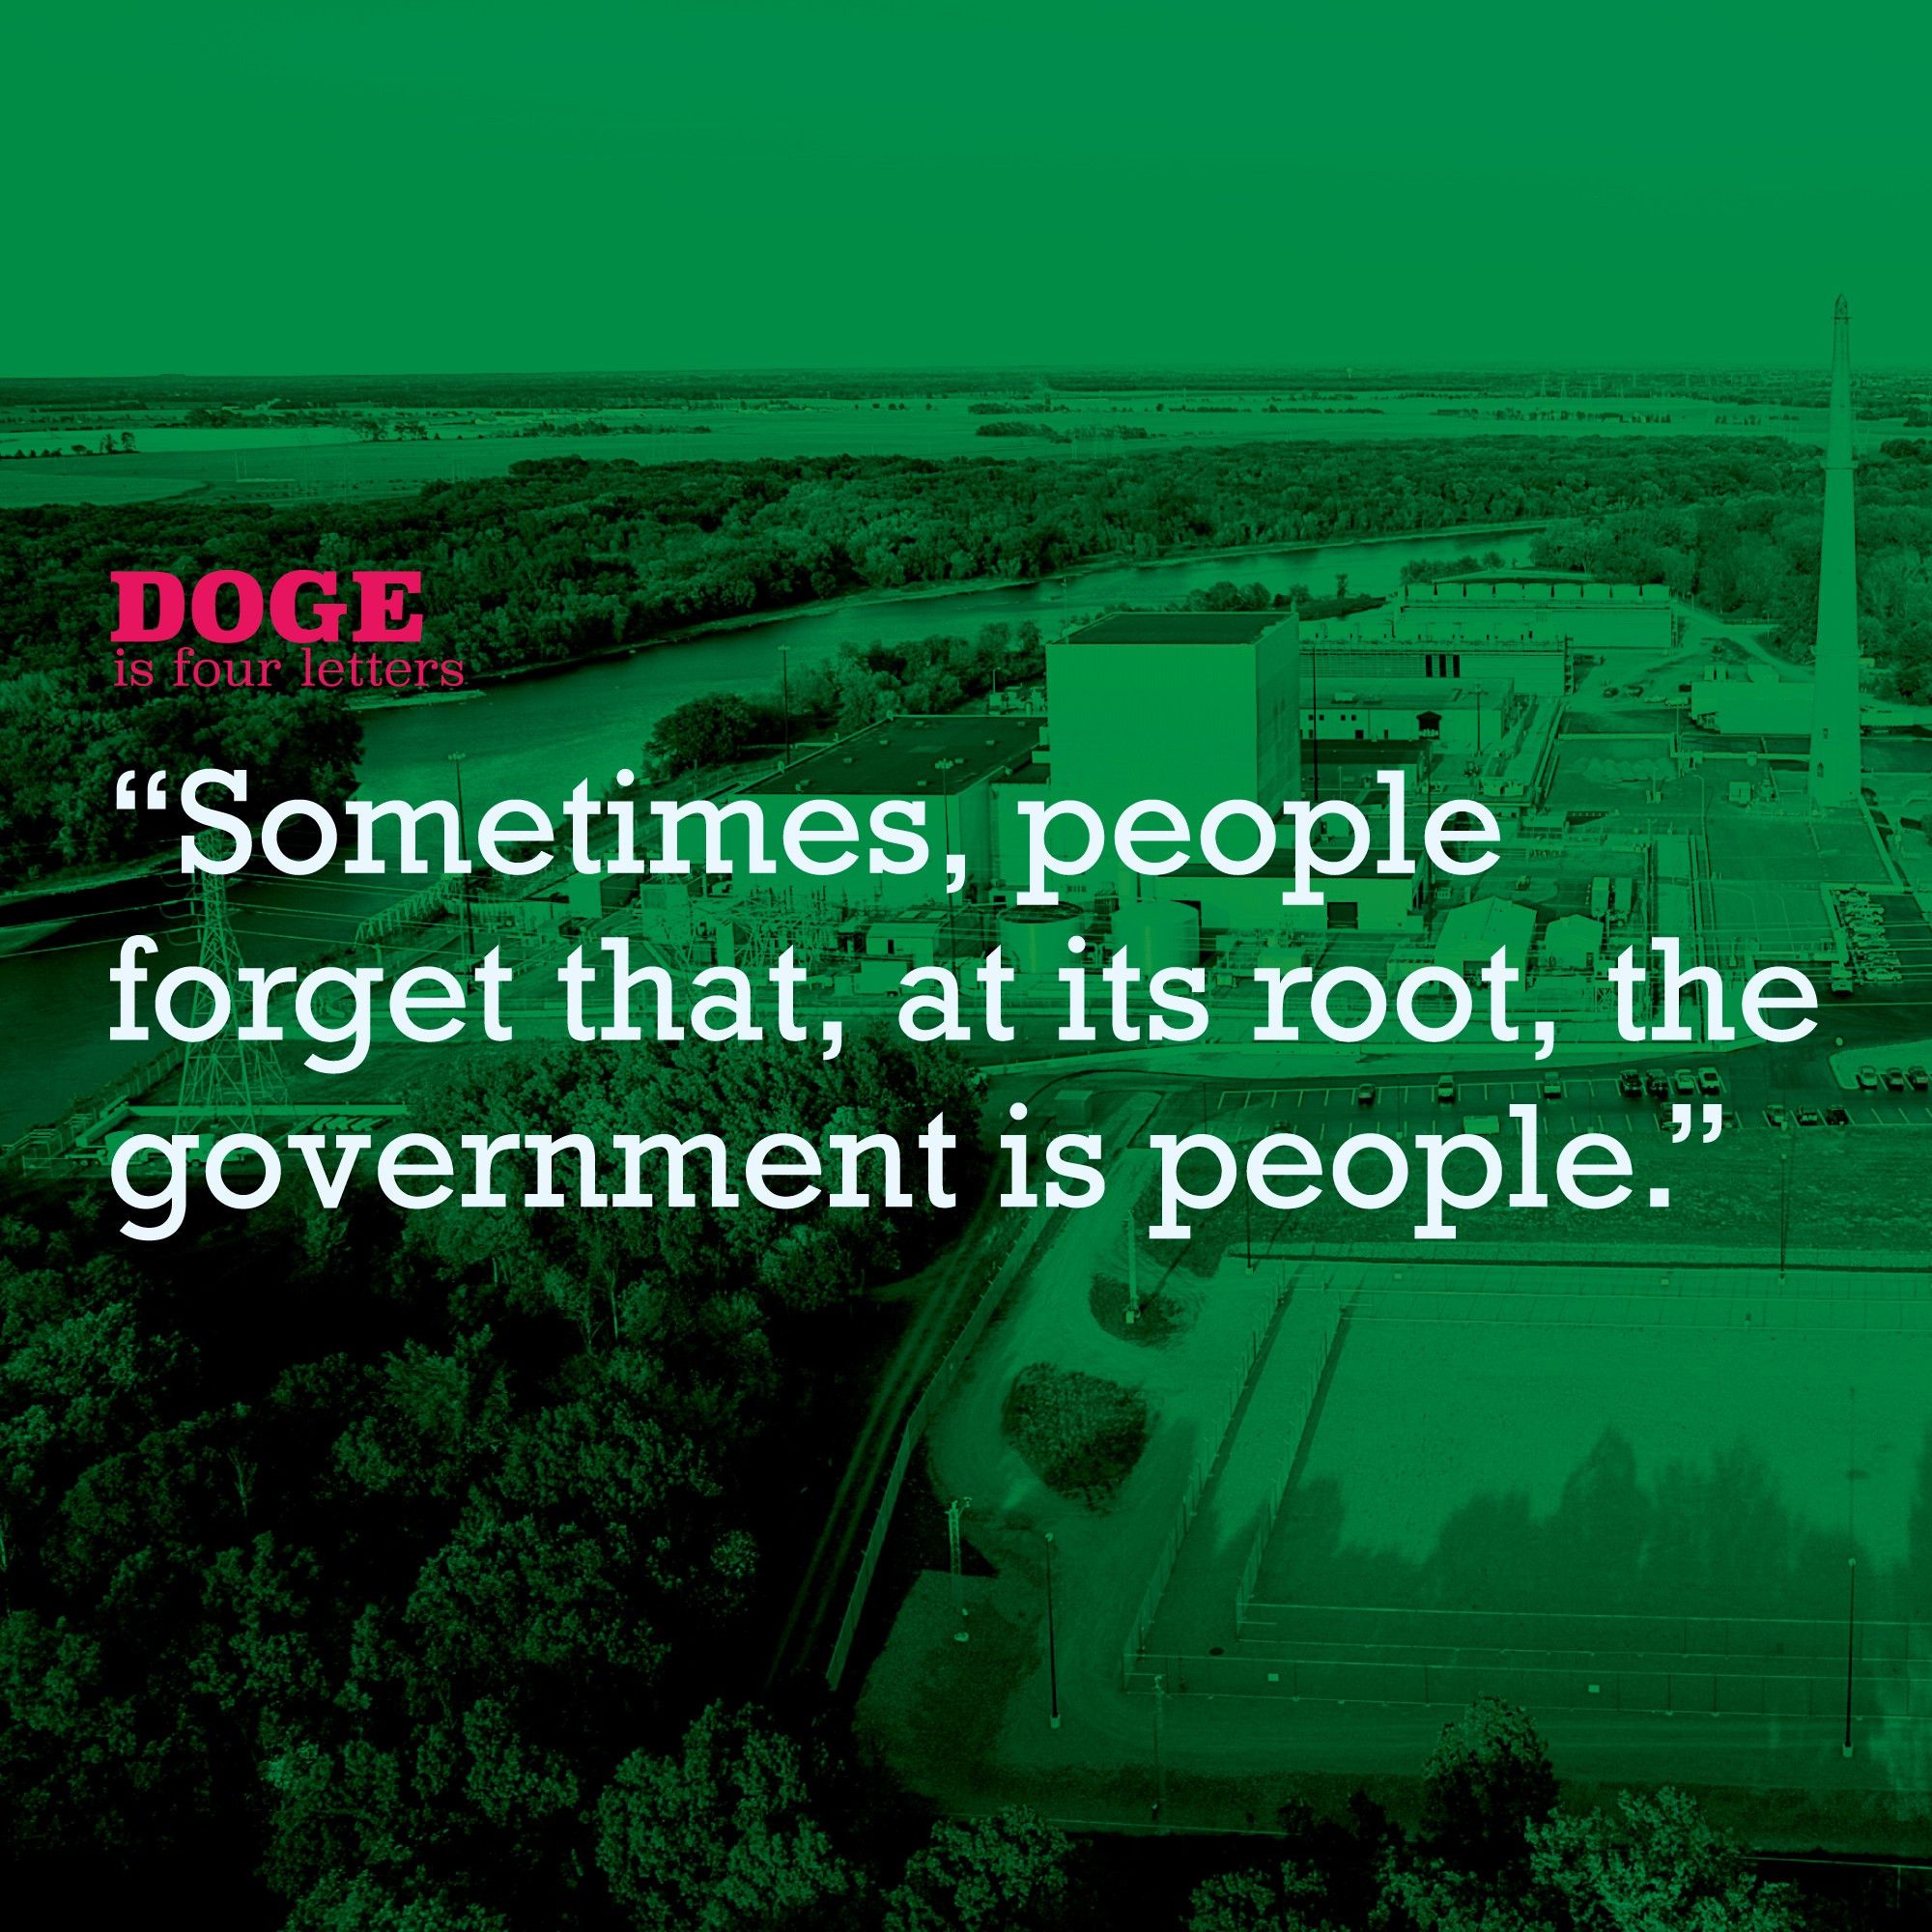 DOGE
is four letters
“Sometimes, people
forget that, at its root, the
government is people.”